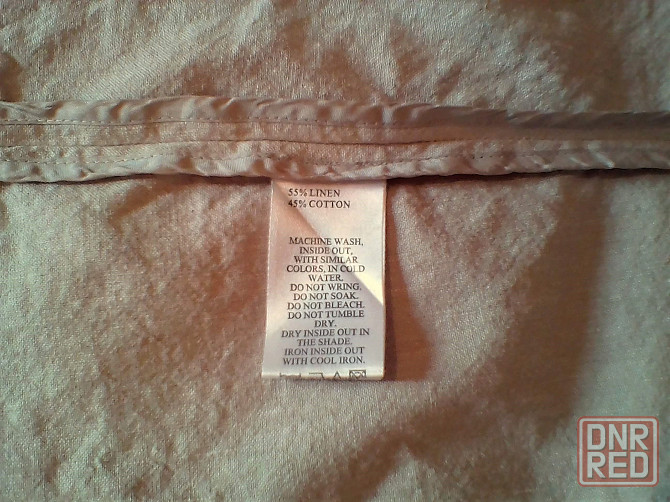 55% LINEN
45% COTTON
MACHINE WASH,
INSIDE OUT,
WITH SIMILAR
COLORS, IN COLD
WATER.
DO NOT WRING.
DO NOT SOAK.
DO NOT BLEACH.
DO NOT TUMBLE
DRY.
DRY INSIDE OUT IN
THE SHADE.
IRON INSIDE OUT
WITH COOL IRON.
DNR
RED